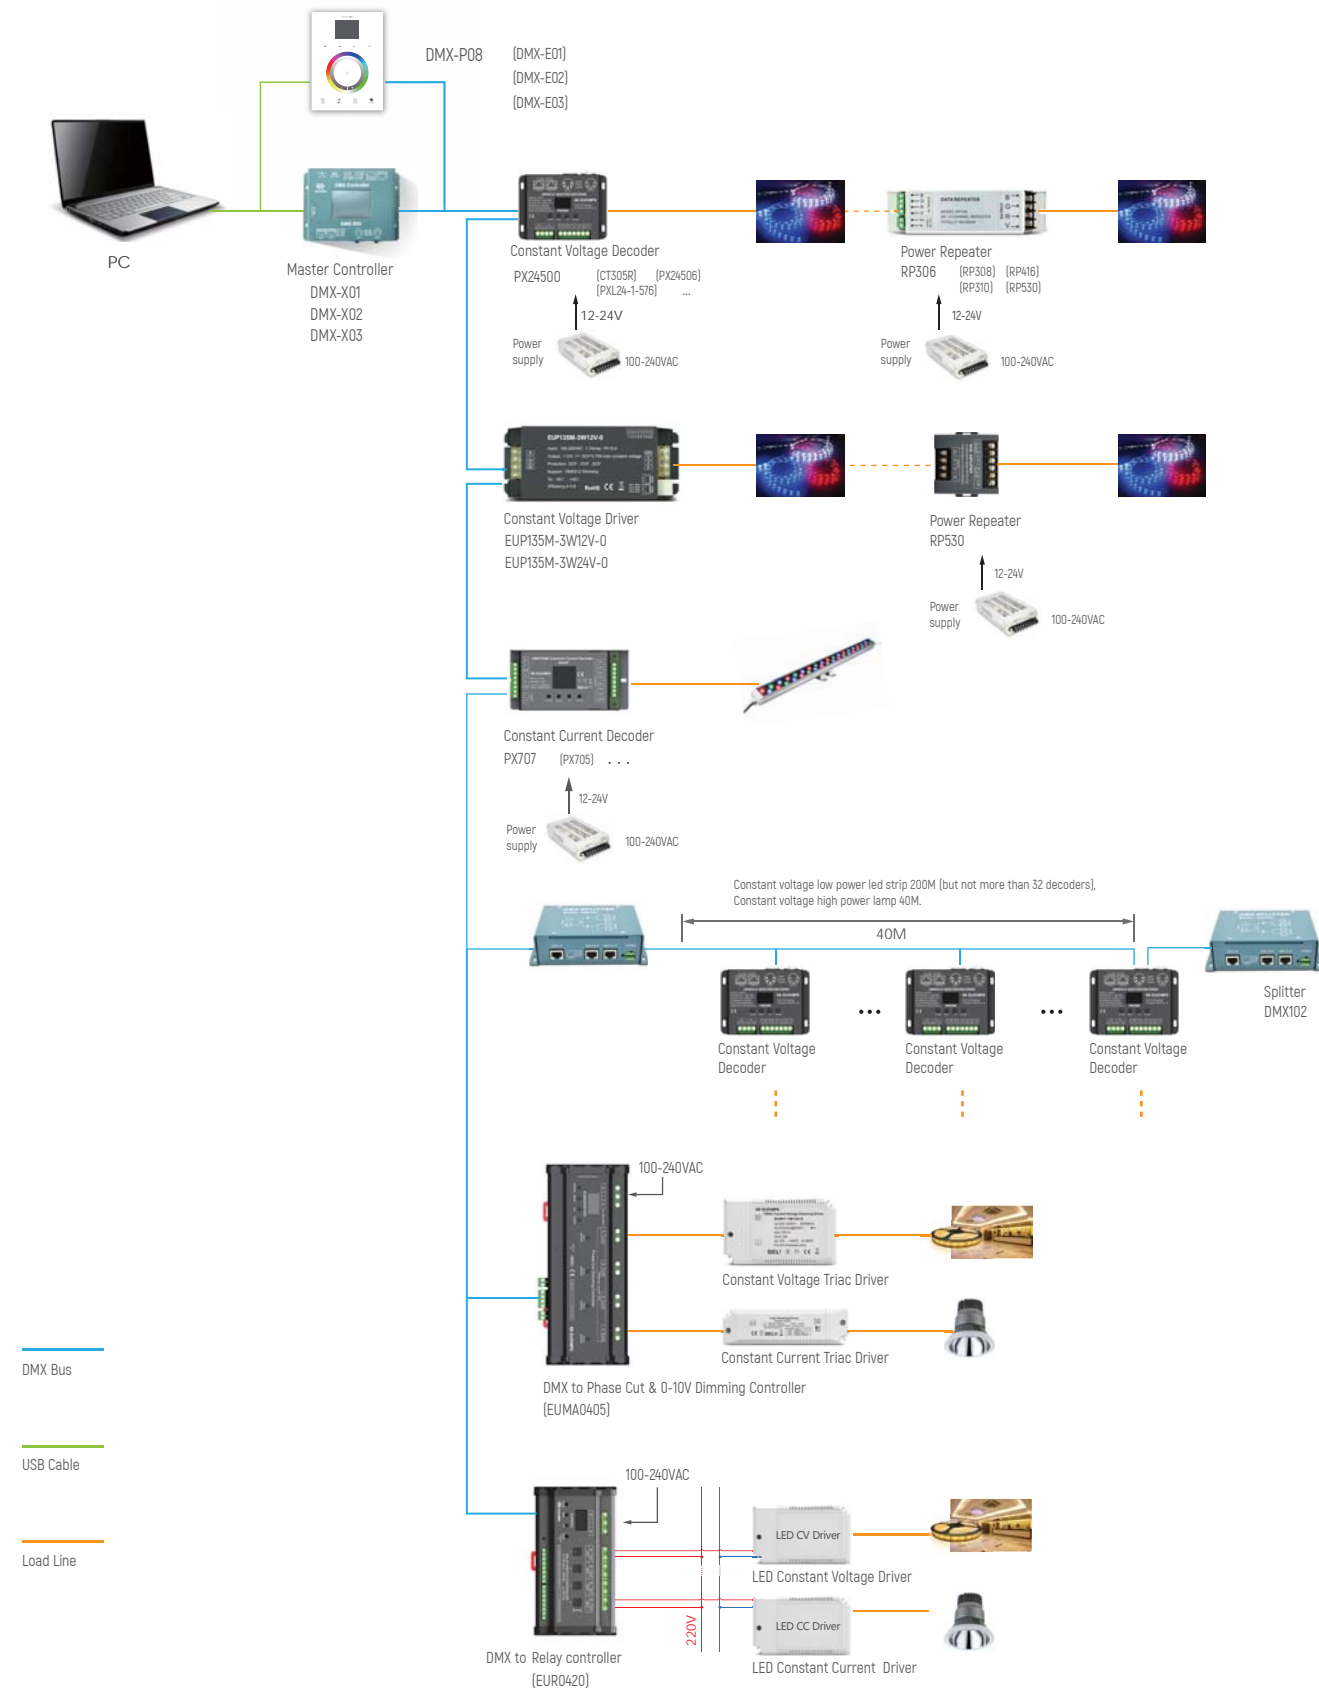 DMX-P08
(DMX-E01)
(DMX-E02)
(DMX-E03)
PC
Master Controller
DMX-X01
DMX-X02
DMX-X03
Constant Voltage Decoder
PX24500 (CT305R) (PX24506)
(PXL24-1-576) ...
12-24V
Power
supply
100-240VAC
DATA REPEATER
Power Repeater
RP306 (RP308) (RP416)
(RP310) (RP530)
12-24V
Power
supply
100-240VAC
EUP135M-3W12V-0
Constant Voltage Driver
EUP135M-3W12V-0
EUP135M-3W24V-0
Power Repeater
RP530
12-24V
Power
supply
100-240VAC
Constant Current Decoder
PX707 (PX705) . . .
12-24V
Power
supply
100-240VAC
Constant voltage low power led strip 200M (but not more than 32 decoders),
Constant voltage high power lamp 40M.
40M
Splitter
DMX102
Constant Voltage
Decoder
...
Constant Voltage
Decoder
...
Constant Voltage
Decoder
100-240VAC
Constant Voltage Triac Driver
Constant Current Triac Driver
DMX to Phase Cut & 0-10V Dimming Controller
(EUMA0405)
DMX Bus
USB Cable
Load Line
100-240VAC
LED CV Driver
LED Constant Voltage Driver
220V
LED CC Driver
LED Constant Current Driver
DMX to Relay controller
(EUR0420)